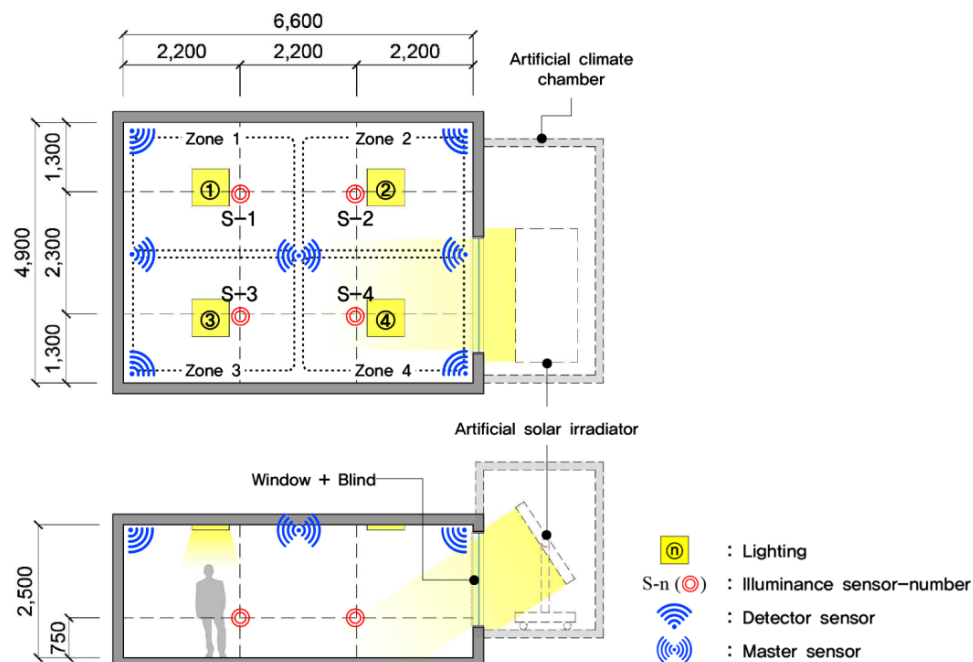 6,600
2,200
2,200
2,200
Artificial climate
chamber
4,900
1,300
2,300
1,300
Zone 1
Zone 2
①
②
S-1
S-2
S-3
S-4
③
④
Zone 3
Zone 4
Artificial solar irradiator
Window + Blind
2,500
750
ⓝ : Lighting
S-n (◎) : Illuminance sensor-number
: Detector sensor
: Master sensor